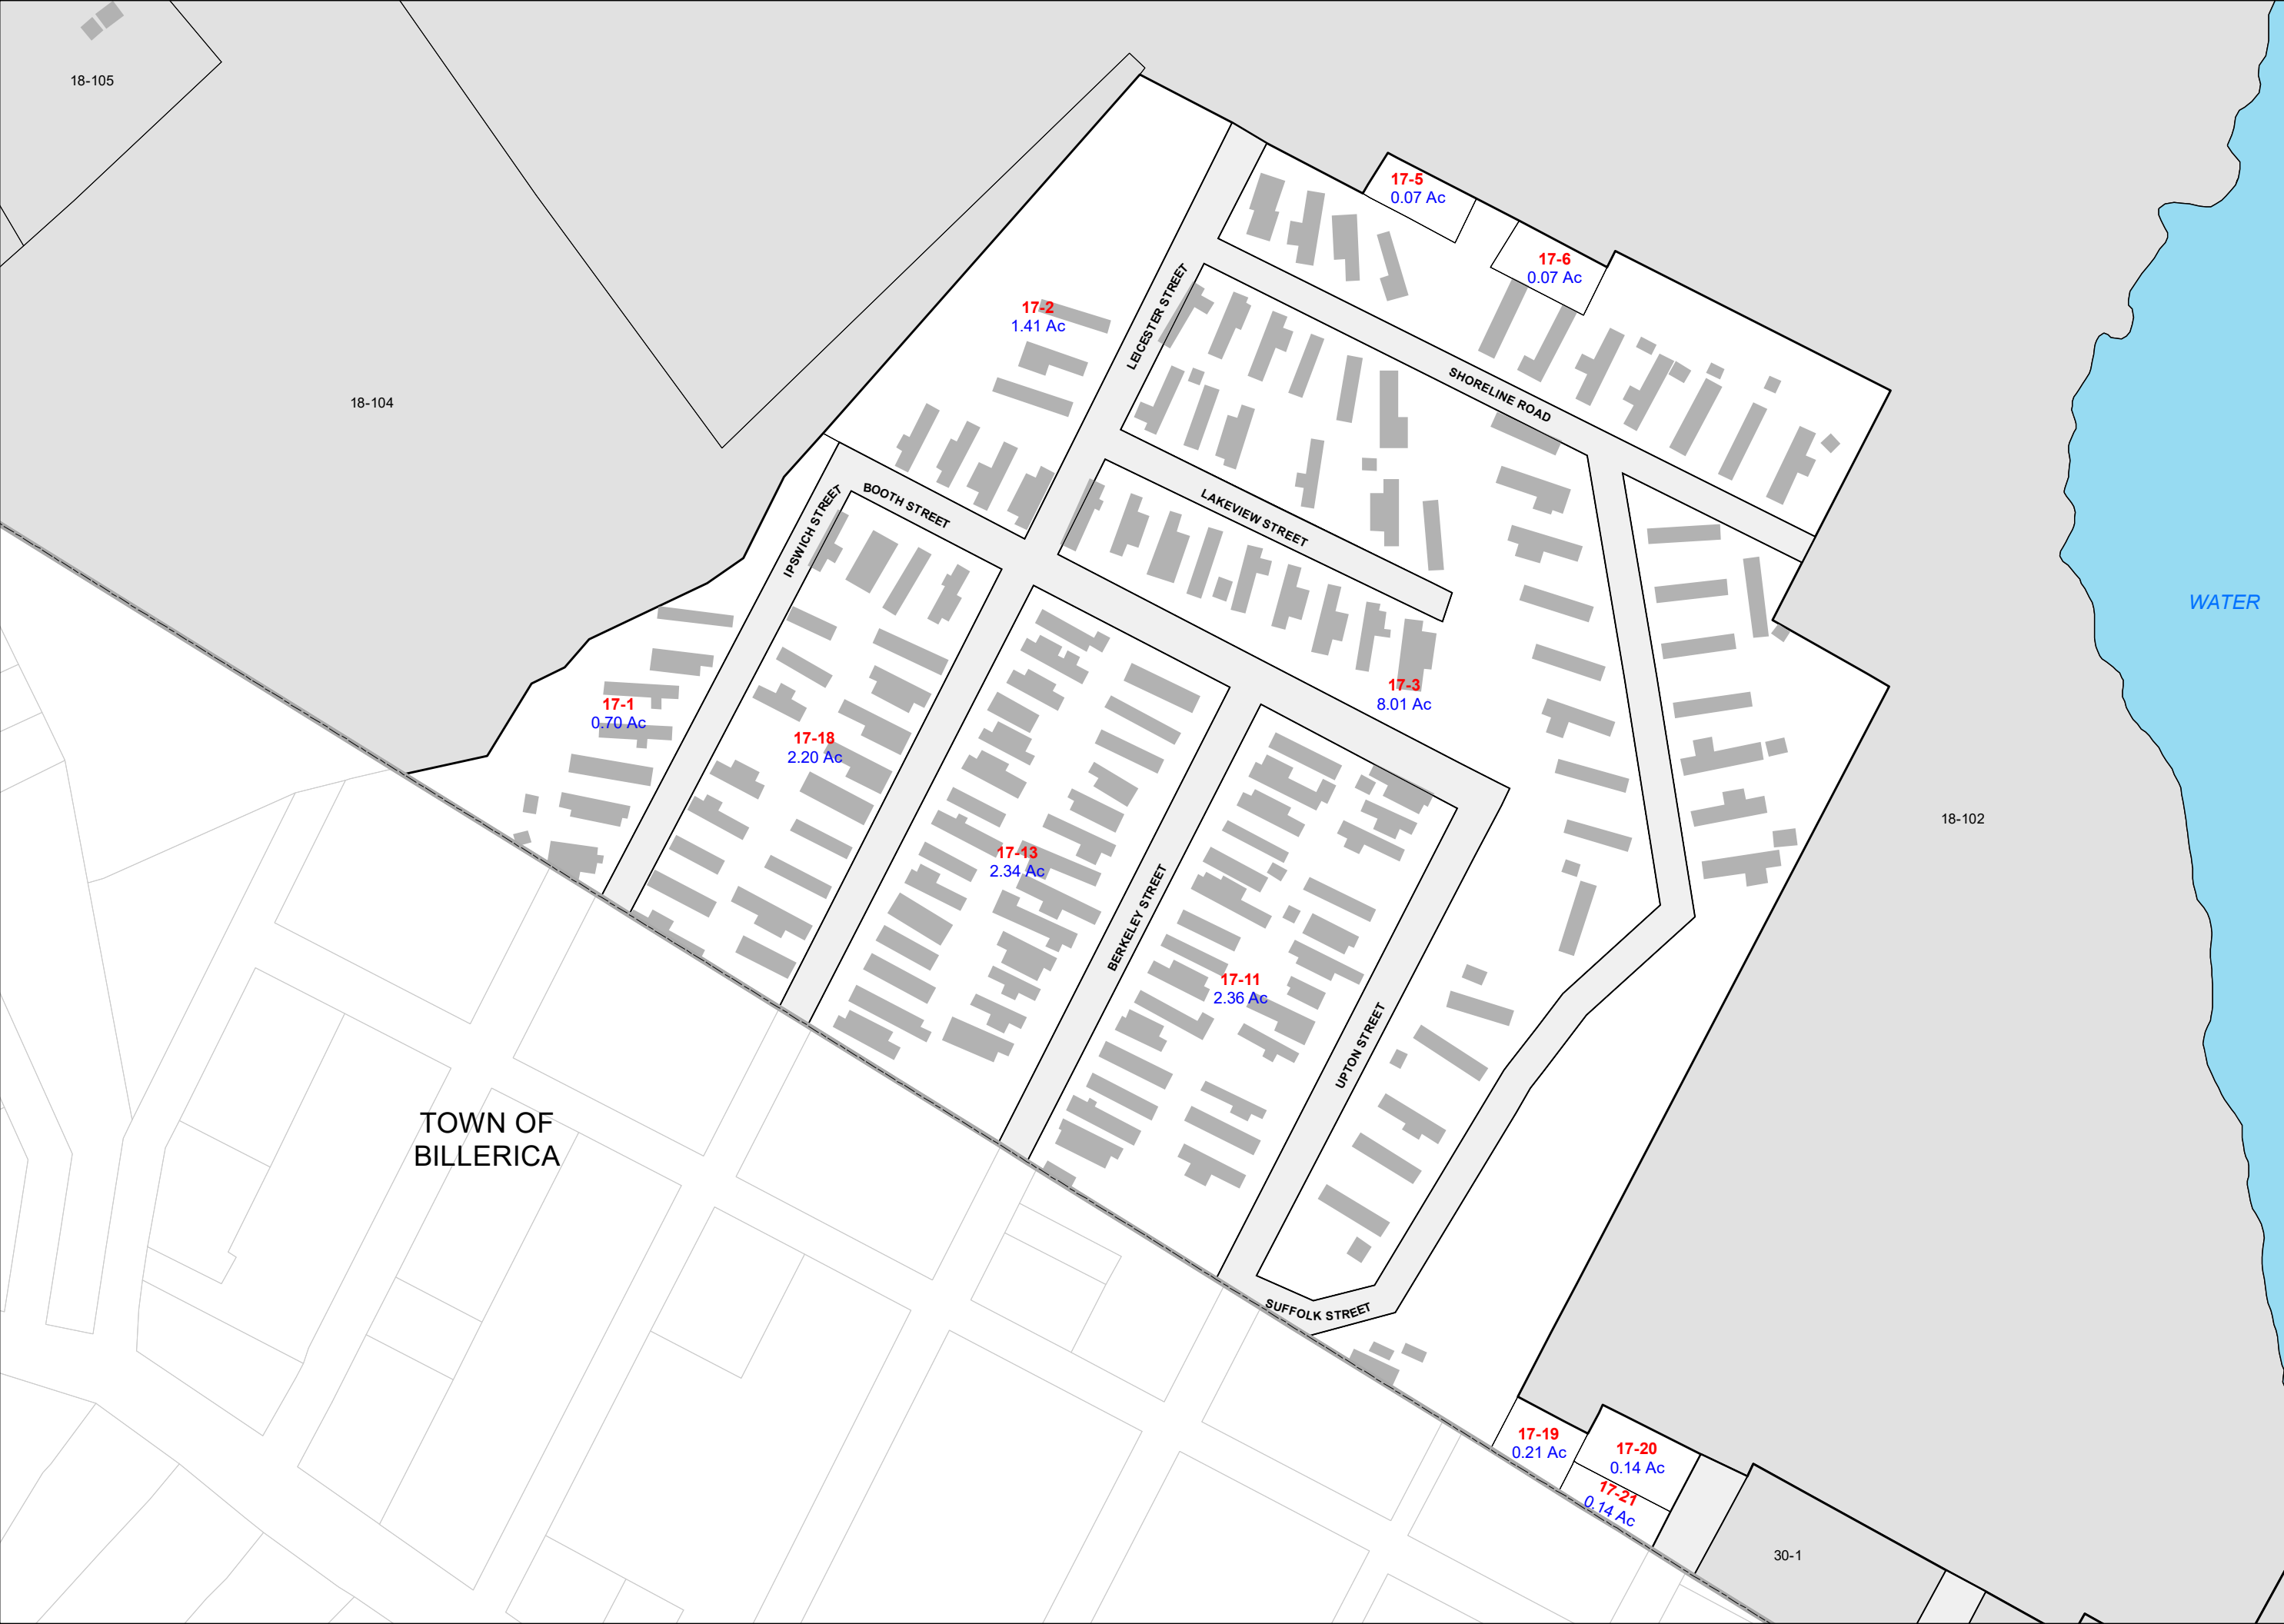 18-105
17-5
0.07 Ac
17-6
0.07 Ac
LEICESTER STREET
17-2
1.41 Ac
SHORELINE ROAD
18-104
BOOTH STREET
IPSWICH STREET
LAKEVIEW STREET
WATER
17-3
8.01 Ac
17-1
0.70 Ac
17-18
2.20 Ac
18-102
17-13
2.34 Ac
BERKELEY STREET
17-11
2.36 Ac
UPTON STREET
TOWN OF
BILLERICA
SUFFOLK STREET
17-19
0.21 Ac
17-20
0.14 Ac
17-21
0.14 Ac
30-1